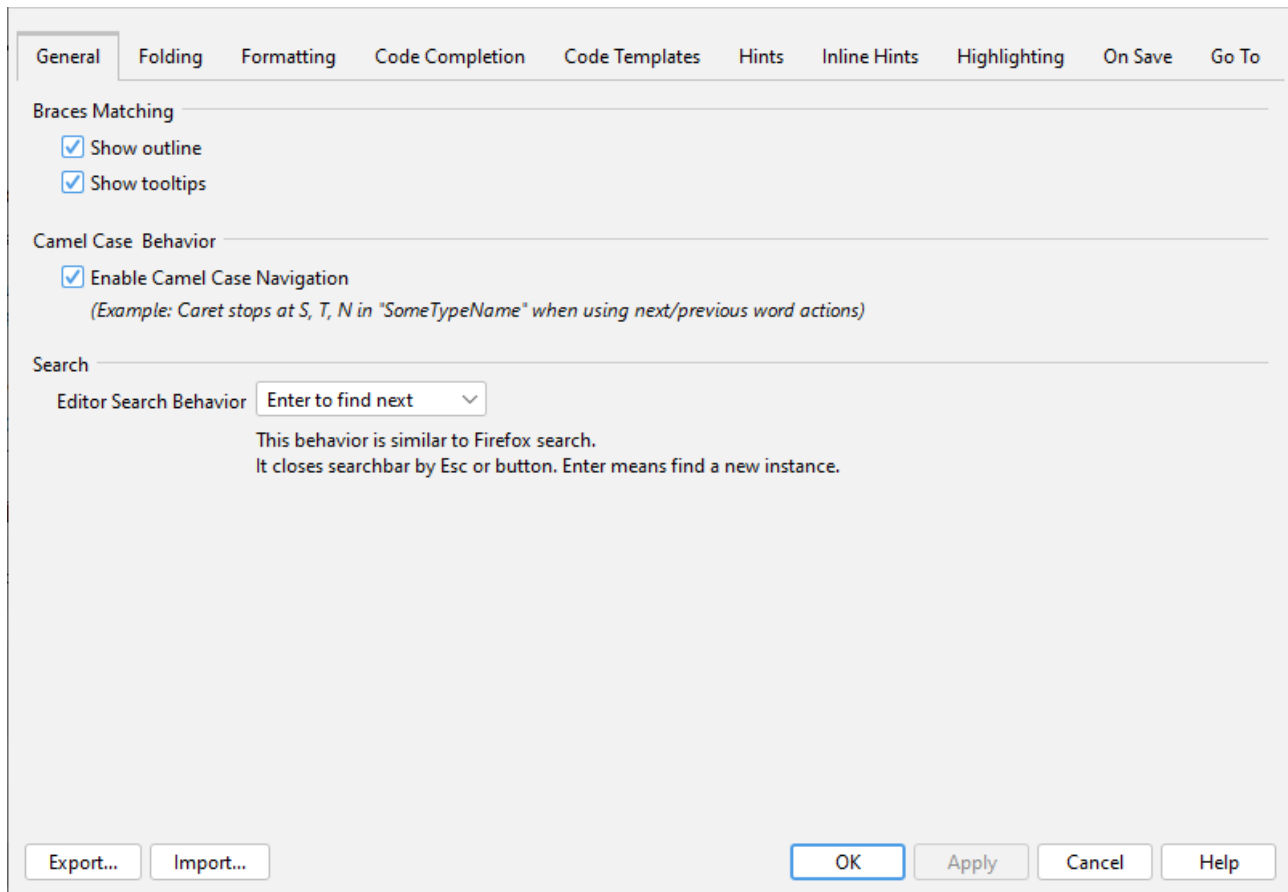 General Folding Formatting Code Completion Code Templates Hints Inline Hints Highlighting On Save Go To
Braces Matching
Show outline
Show tooltips
Camel Case  Behavior
Enable Camel Case Navigation
(Example: Caret stops at S, T, N in "SomeTypeName" when using next/previous word actions)
Search
Editor Search Behavior Enter to find next
This behavior is similar to Firefox search.
It closes searchbar by Esc or button. Enter means find a new instance.
Export... Import... OK Apply Cancel Help